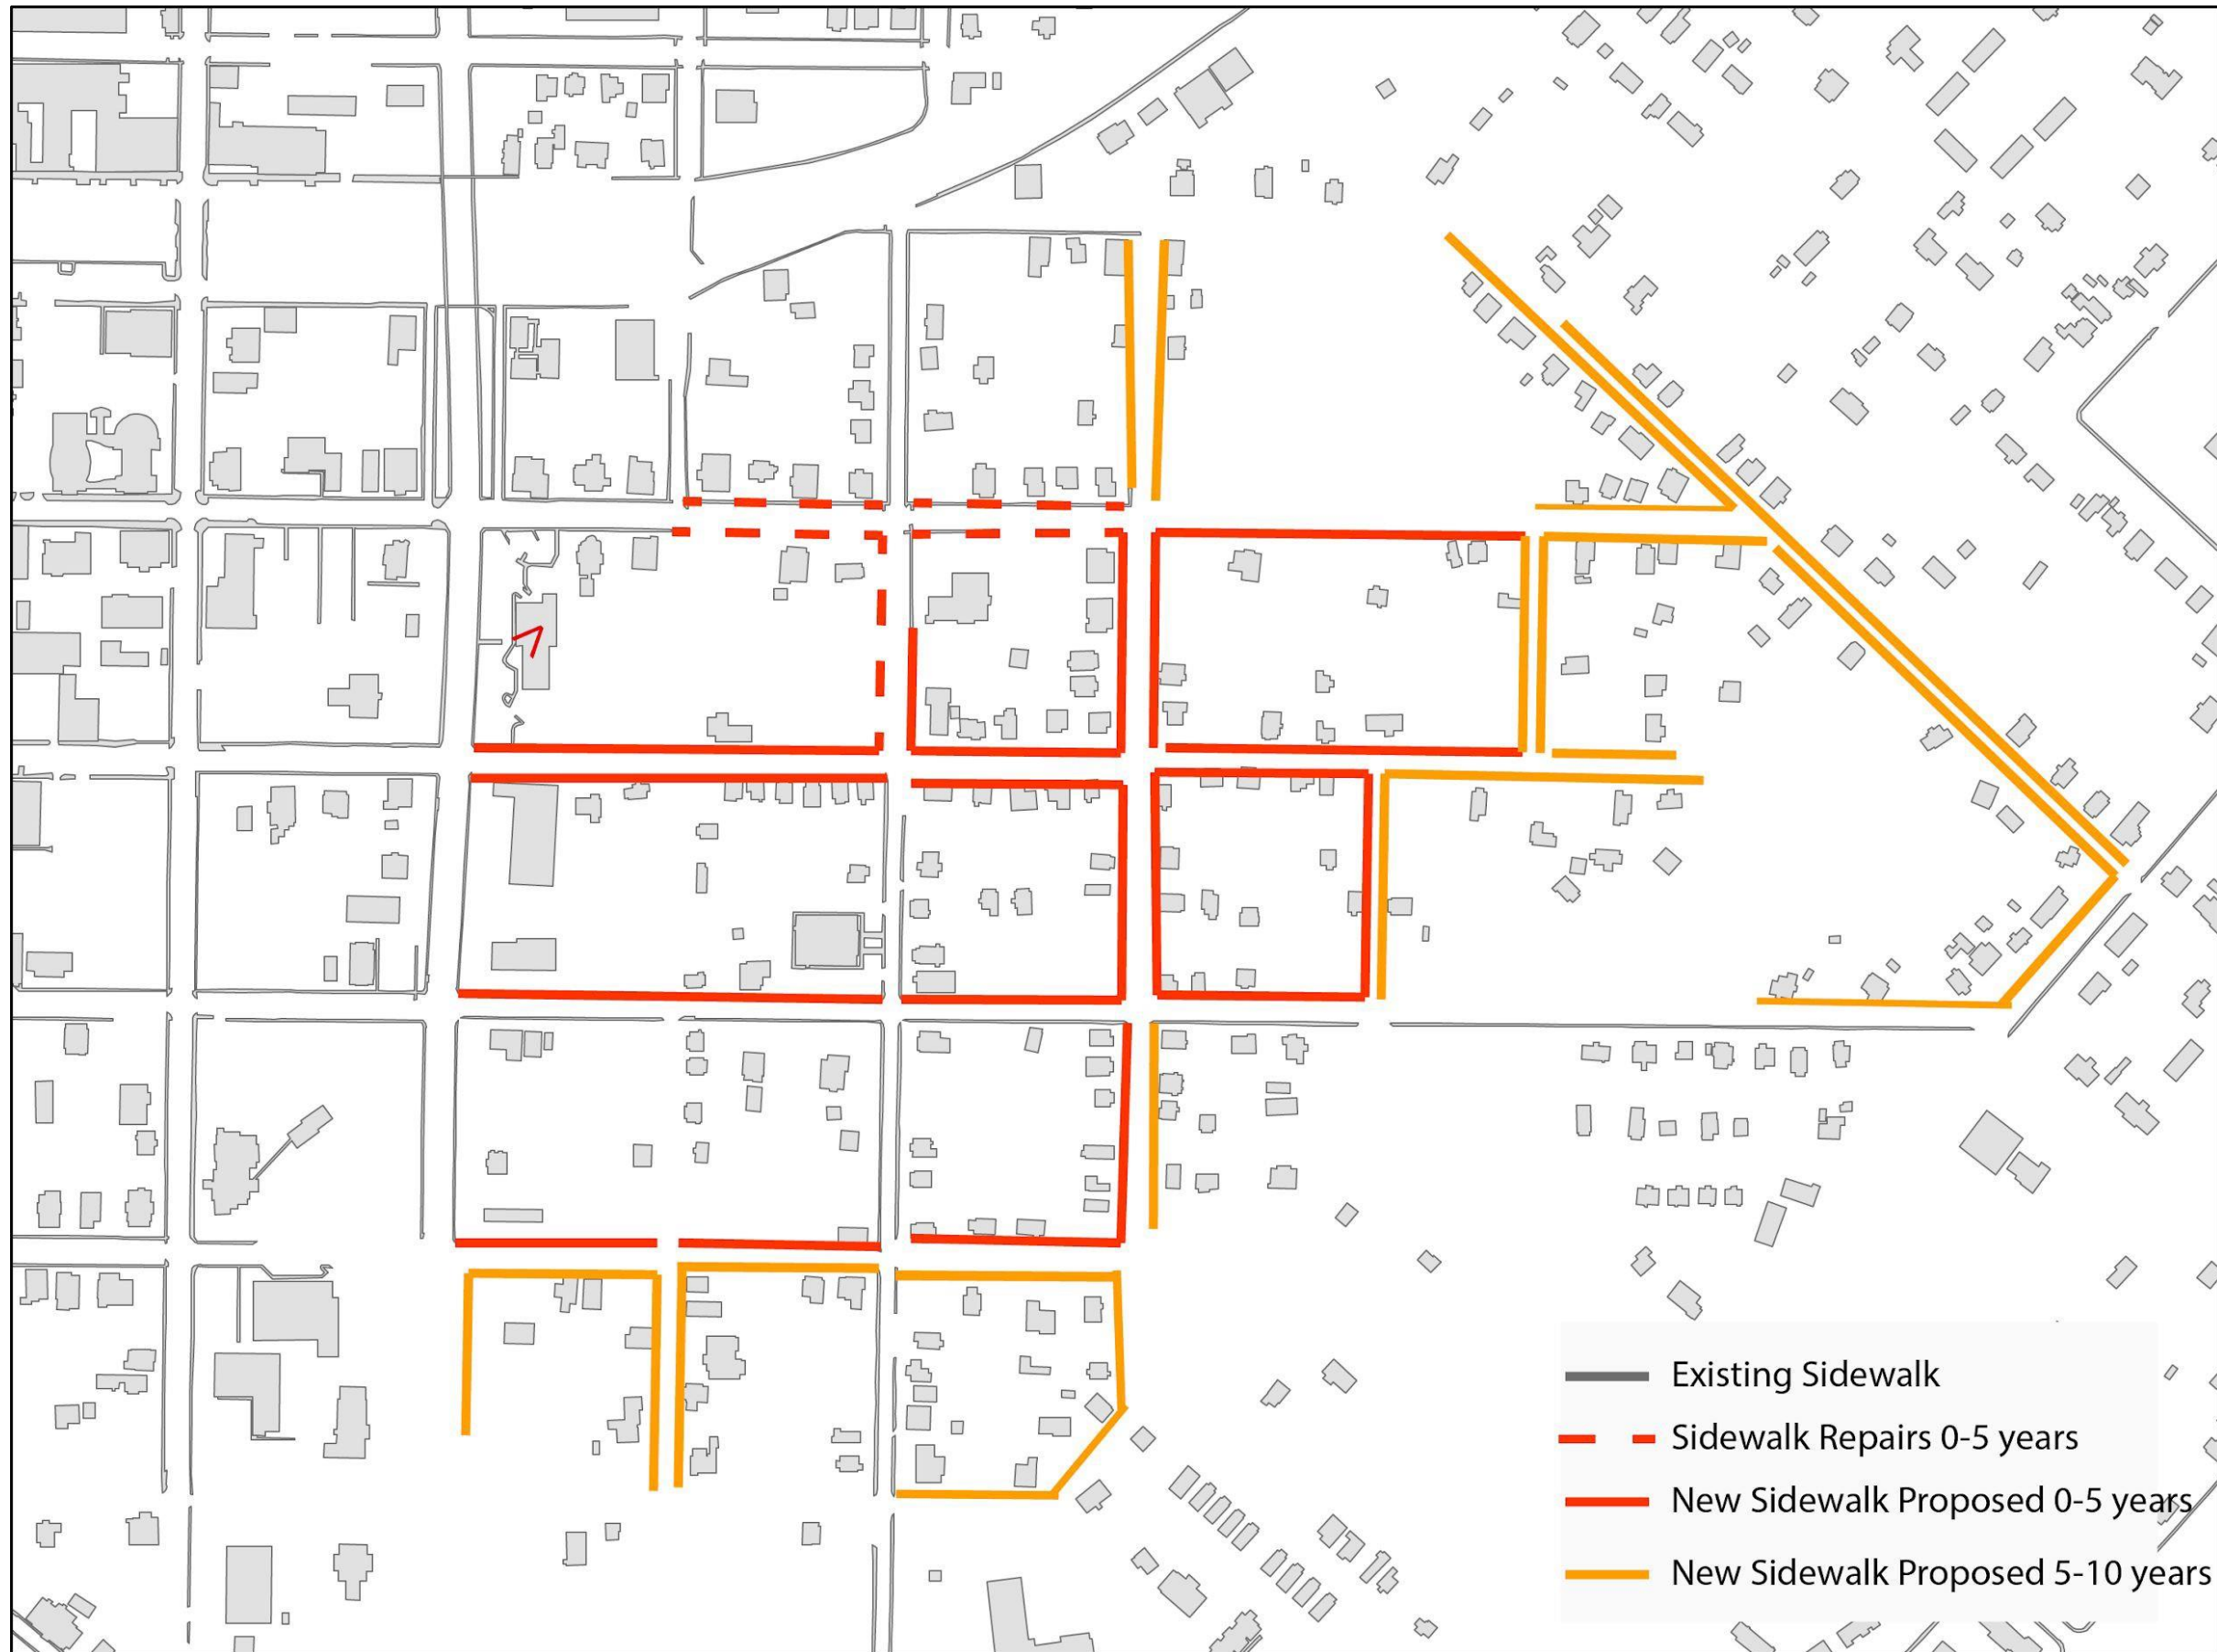 Existing Sidewalk
Sidewalk Repairs 0-5 years
New Sidewalk Proposed 0-5 years
New Sidewalk Proposed 5-10 years